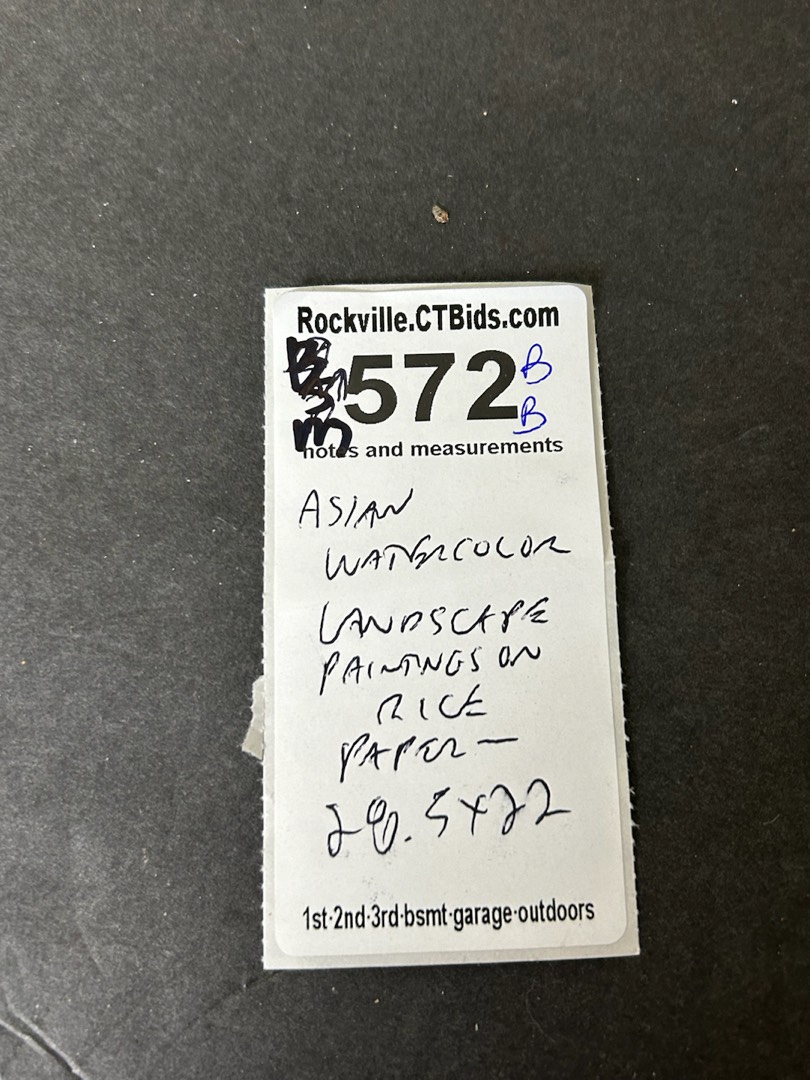 Rockville.CTBids.com
572 B
B
notes and measurements
ASIAN
WATERCOLOR
LANDSCAPE
PAINTINGS ON
RICE
PAPER—
28.5x22
1st·2nd·3rd·bsmt·garage·outdoors